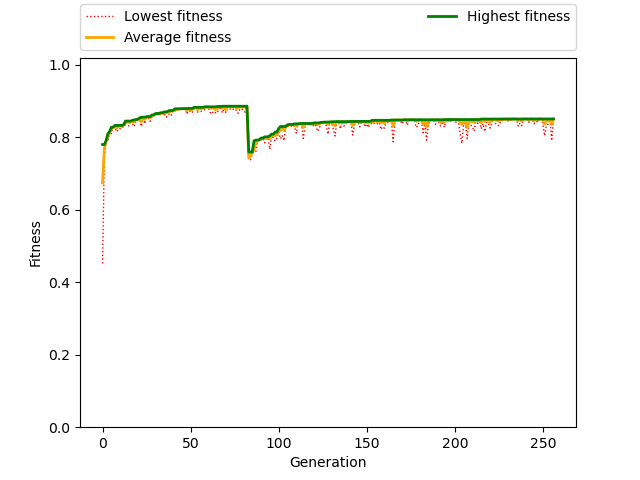 Lowest fitness
Average fitness
Highest fitness
1.0
0.8
0.6
0.4
0.2
0.0
Fitness
0 50 100 150 200 250
Generation